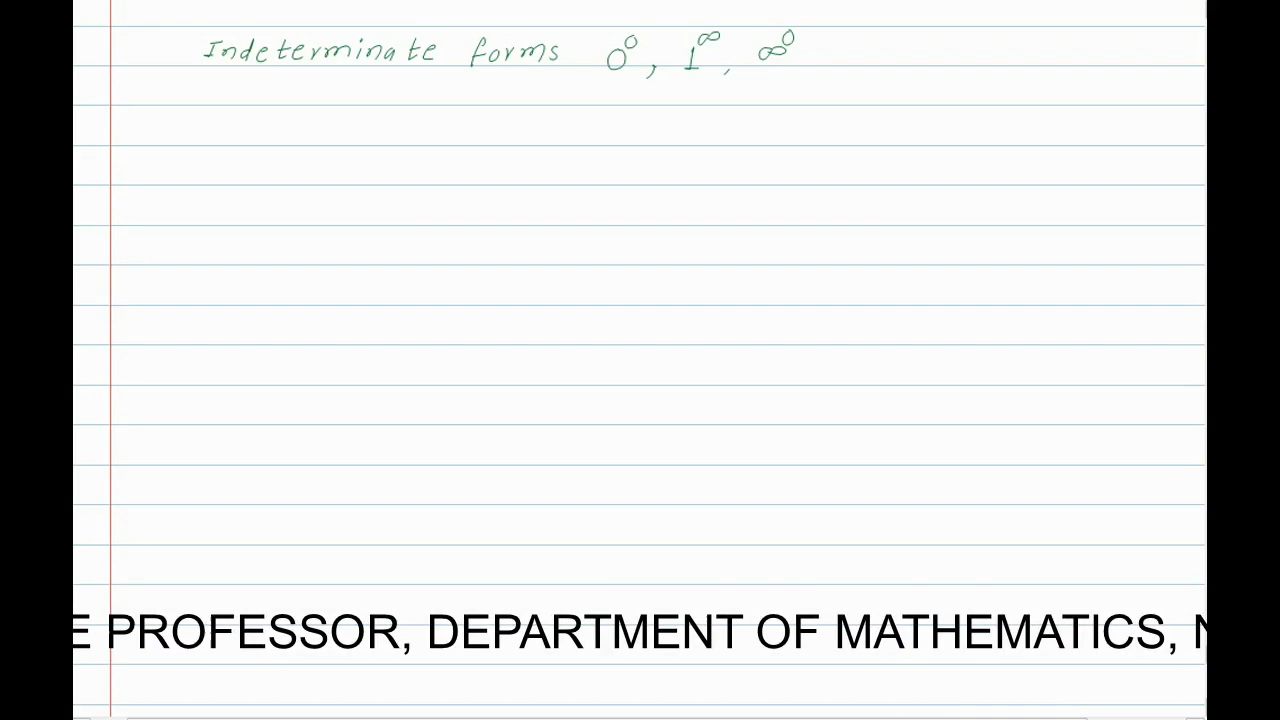 Indeterminate forms 0⁰, 1^∞, ∞⁰
PROFESSOR, DEPARTMENT OF MATHEMATICS,